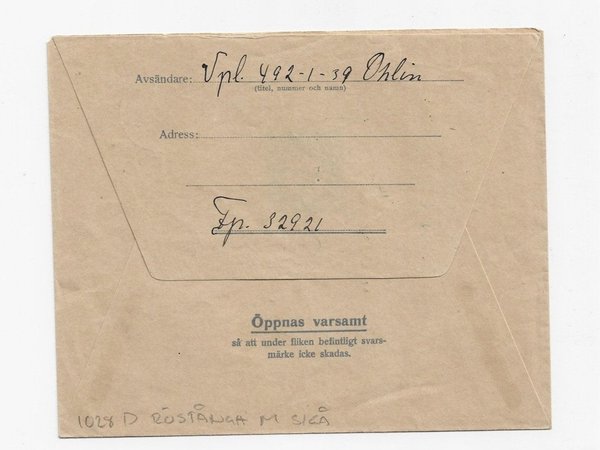 Avsändare: Vpl. 492-1-39 Ohlin
(titel, nummer och namn)
Adress:
Fp. 32921
Öppnas varsamt
så att under fliken befintligt svars-
märke icke skadas.
1028 D RÖSTÅNGA M SKÅ